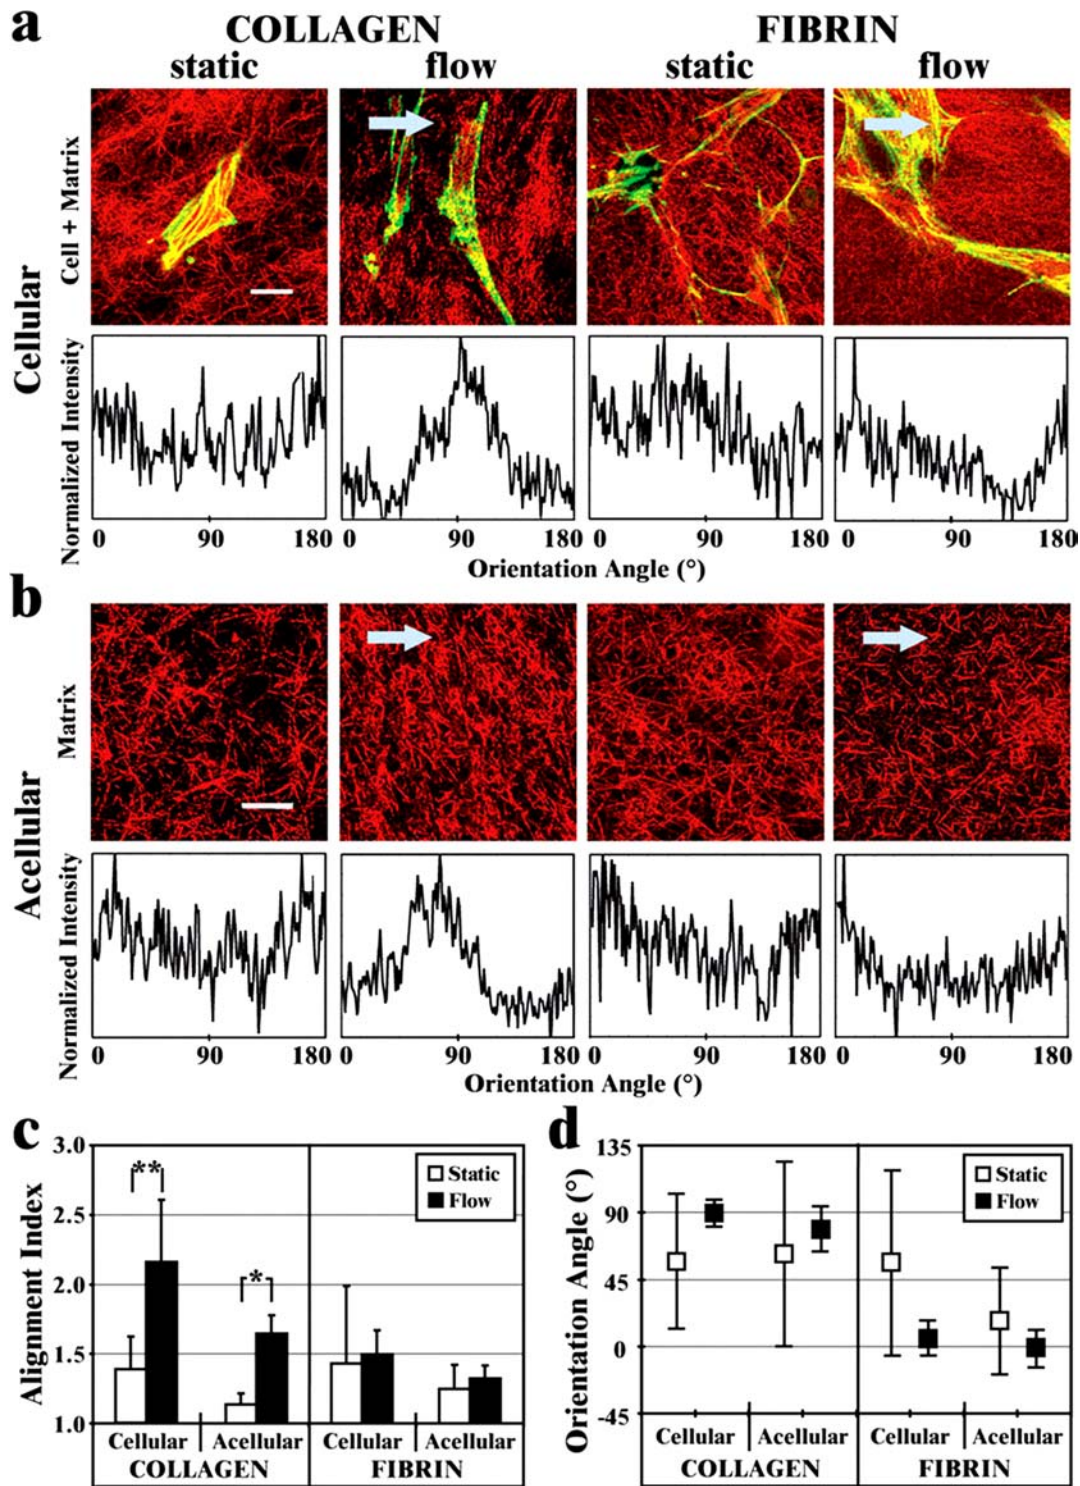 a
COLLAGEN FIBRIN
static flow static flow
Cellular
Cell + Matrix
Normalized Intensity
0 90 180 0 90 180 0 90 180 0 90 180
Orientation Angle (°)
b
Acellular
Matrix
Normalized Intensity
0 90 180 0 90 180 0 90 180 0 90 180
Orientation Angle (°)
c
Alignment Index
3.0
2.5
2.0
1.5
1.0
**
*
Static
Flow
Cellular Acellular Cellular Acellular
COLLAGEN FIBRIN
d
Orientation Angle (°)
135
90
45
0
-45
Static
Flow
Cellular Acellular Cellular Acellular
COLLAGEN FIBRIN